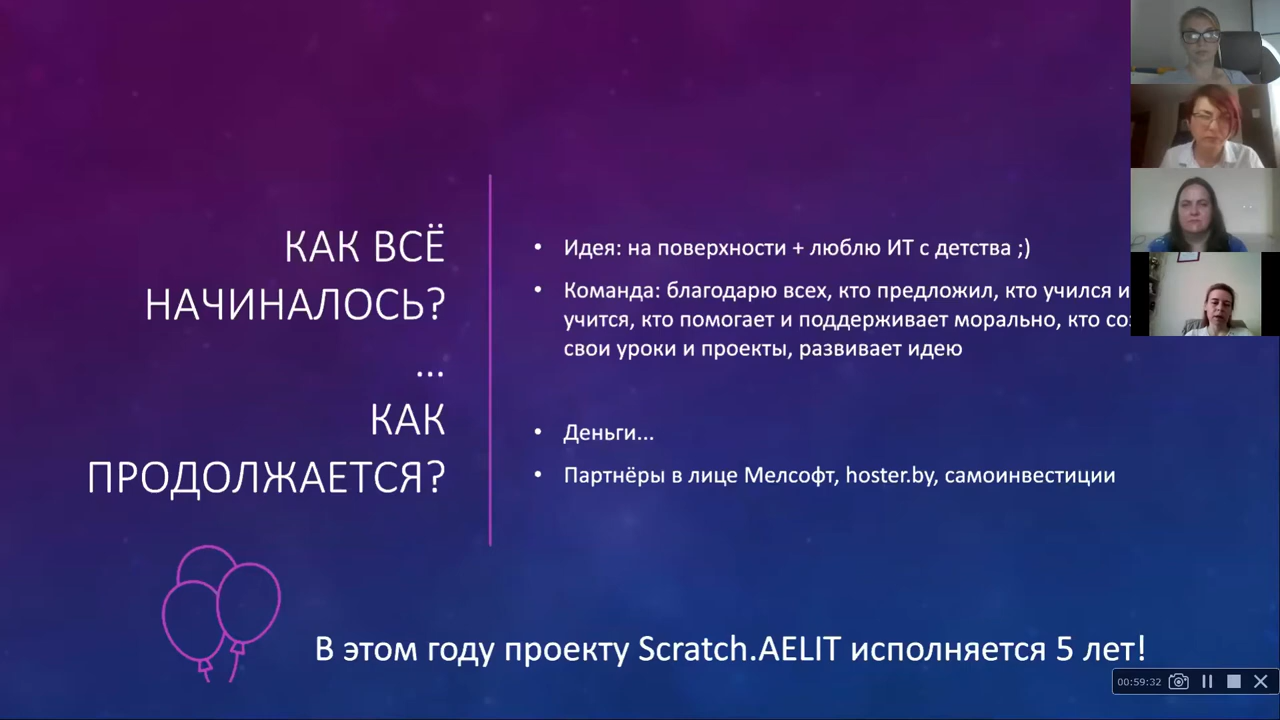 КАК ВСЁ
НАЧИНАЛОСЬ?
...
КАК
ПРОДОЛЖАЕТСЯ?
• Идея: на поверхности + люблю ИТ с детства ;)
• Команда: благодарю всех, кто предложил, кто учился и
учится, кто помогает и поддерживает морально, кто
свои уроки и проекты, развивает идею
• Деньги...
• Партнёры в лице Мелсофт, hoster.by, самоинвестиции
В этом году проекту Scratch.AELIT исполняется 5 лет!
00:59:32